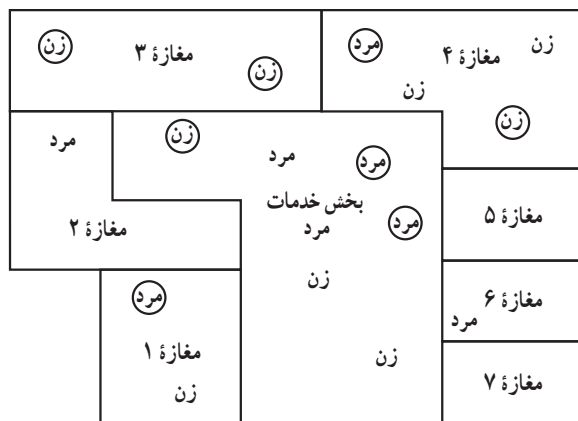 زن مغازهٔ ۳ زن
مرد مغازهٔ ۴ زن
زن
زن
مرد
مغازهٔ ۲
زن مرد مرد
بخش خدمات
مرد مرد
زن
زن
مغازهٔ ۵
مغازهٔ ۶
مرد
مغازهٔ ۷
مرد
مغازهٔ ۱
زن